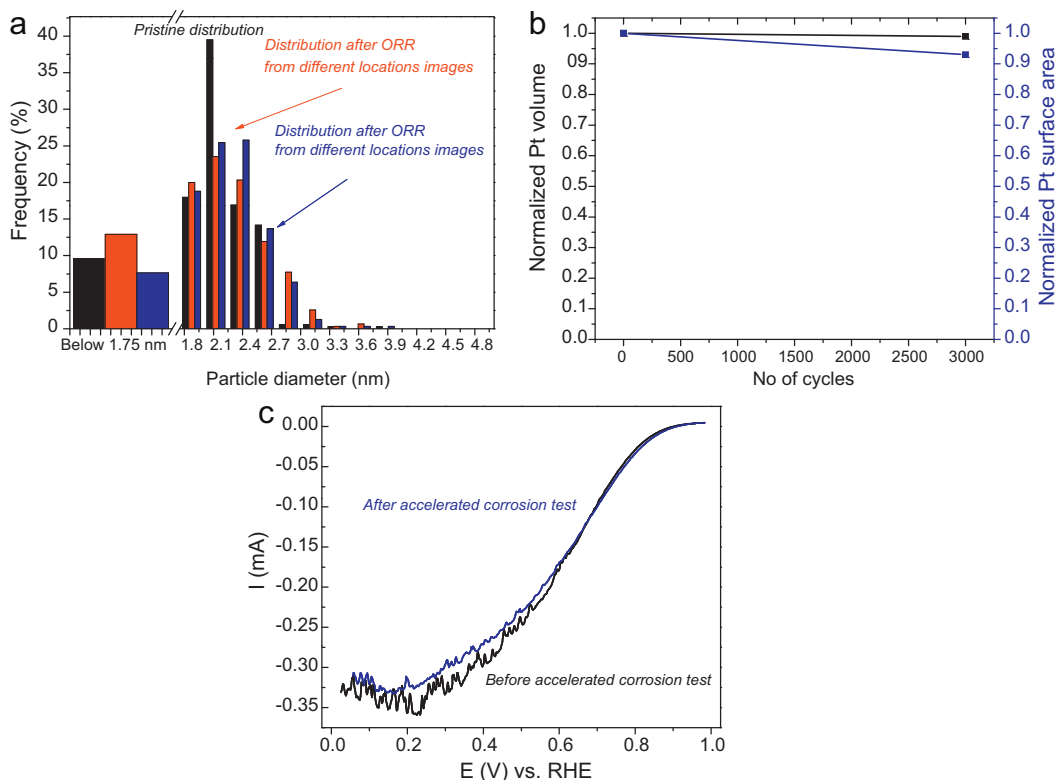 a
Pristine distribution
Distribution after ORR
from different locations images
Distribution after ORR
from different locations images
Frequency (%)
40
35
30
25
20
15
10
5
0
Below 1.75 nm
1.8 2.1 2.4 2.7 3.0 3.3 3.6 3.9 4.2 4.5 4.8
Particle diameter (nm)
b
Normalized Pt volume
1.0
09
0.8
0.7
1.0
0.5
0.4
0.3
0.2
0.1
0.0
0 500 1000 1500 2000 2500 3000
No of cycles
1.0
0.9
0.8
0.7
0.6
0.5
0.4
0.3
0.2
0.1
0.0
Normalized Pt surface area
c
I (mA)
0.00
-0.05
-0.10
-0.15
-0.20
-0.25
-0.30
-0.35
After accelerated corrosion test
Before accelerated corrosion test
0.0 0.2 0.4 0.6 0.8 1.0
E (V) vs. RHE